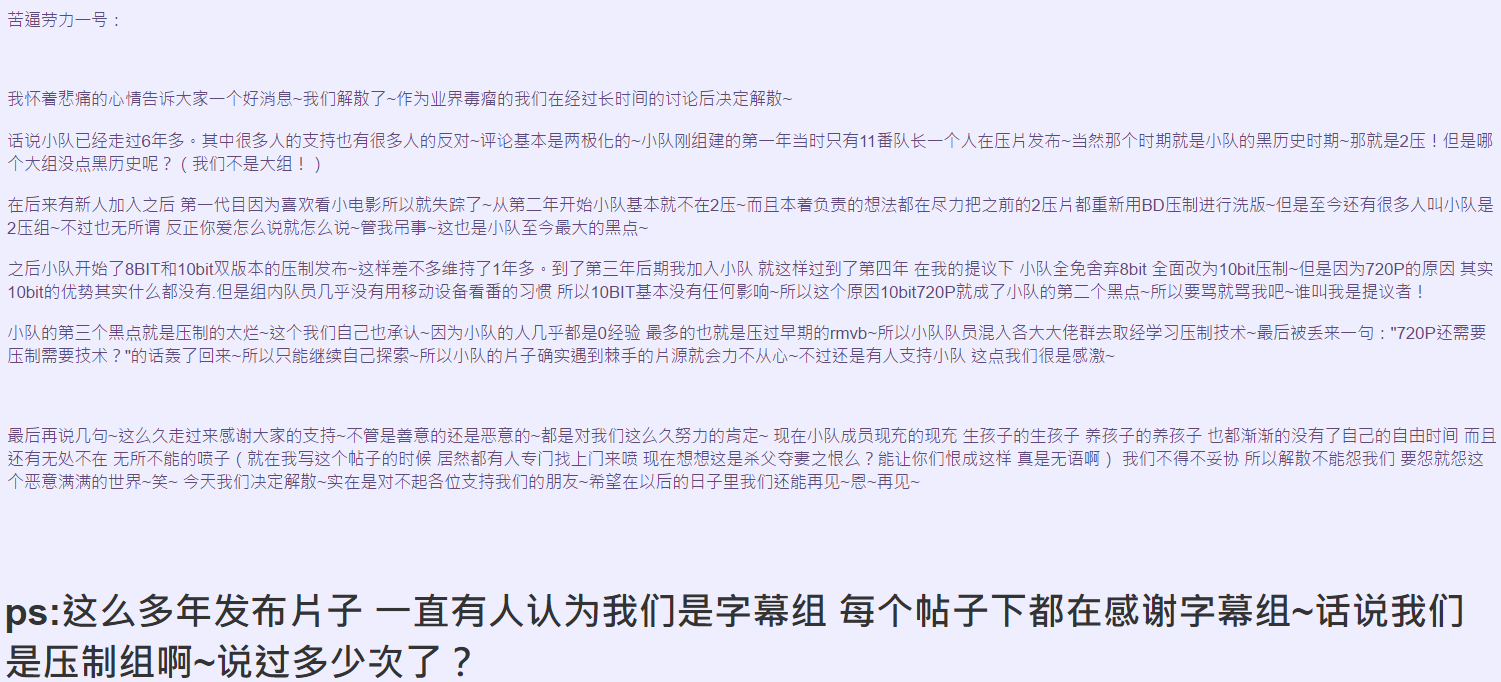 苦逼劳力一号：
我怀着悲痛的心情告诉大家一个好消息~我们解散了~作为业界毒瘤的我们在经过长时间的讨论后决定解散~
话说小队已经走过6年多。其中很多人的支持也有很多人的反对~评论基本是两极化的~小队刚组建的第一年当时只有11番队长一个人在压片发布~当然那个时期就是小队的黑历史时期~那就是2压！但是哪
个大组没点黑历史呢？（我们不是大组！）
在后来有新人加入之后 第一代目因为喜欢看小电影所以就失踪了~从第二年开始小队基本就不在2压~而且本着负责的想法都在尽力把之前的2压片都重新用BD压制进行洗版~但是至今还有很多人叫小队是
2压组~不过也无所谓 反正你爱怎么说就怎么说~管我吊事~这也是小队至今最大的黑点~
之后小队开始了8BIT和10bit双版本的压制发布~这样差不多维持了1年多。到了第三年后期我加入小队 就这样过到了第四年 在我的提议下 小队全免舍弃8bit 全面改为10bit压制~但是因为720P的原因 其实
10bit的优势其实什么都没有.但是组内队员几乎没有用移动设备看番的习惯 所以10BIT基本没有任何影响~所以这个原因10bit720P就成了小队的第二个黑点~所以要骂就骂我吧~谁叫我是提议者！
小队的第三个黑点就是压制的太烂~这个我们自己也承认~因为小队的人几乎都是0经验 最多的也就是压过早期的rmvb~所以小队队员混入各大大佬群去取经学习压制技术~最后被丢来一句："720P还需要
压制需要技术？"的话轰了回来~所以只能继续自己探索~所以小队的片子确实遇到棘手的片源就会力不从心~不过还是有人支持小队 这点我们很是感激~
最后再说几句~这么久走过来感谢大家的支持~不管是善意的还是恶意的~都是对我们这么久努力的肯定~ 现在小队成员现充的现充 生孩子的生孩子 养孩子的养孩子 也都渐渐的没有了自己的自由时间 而且
还有无处不在 无所不能的喷子（就在我写这个帖子的时候 居然都有人专门找上门来喷 现在想想这是杀父夺妻之恨么？能让你们恨成这样 真是无语啊） 我们不得不妥协 所以解散不能怨我们 要怨就怨这
个恶意满满的世界~笑~ 今天我们决定解散~实在是对不起各位支持我们的朋友~希望在以后的日子里我们还能再见~恩~再见~
ps:这么多年发布片子 一直有人认为我们是字幕组 每个帖子下都在感谢字幕组~话说我们
是压制组啊~说过多少次了？